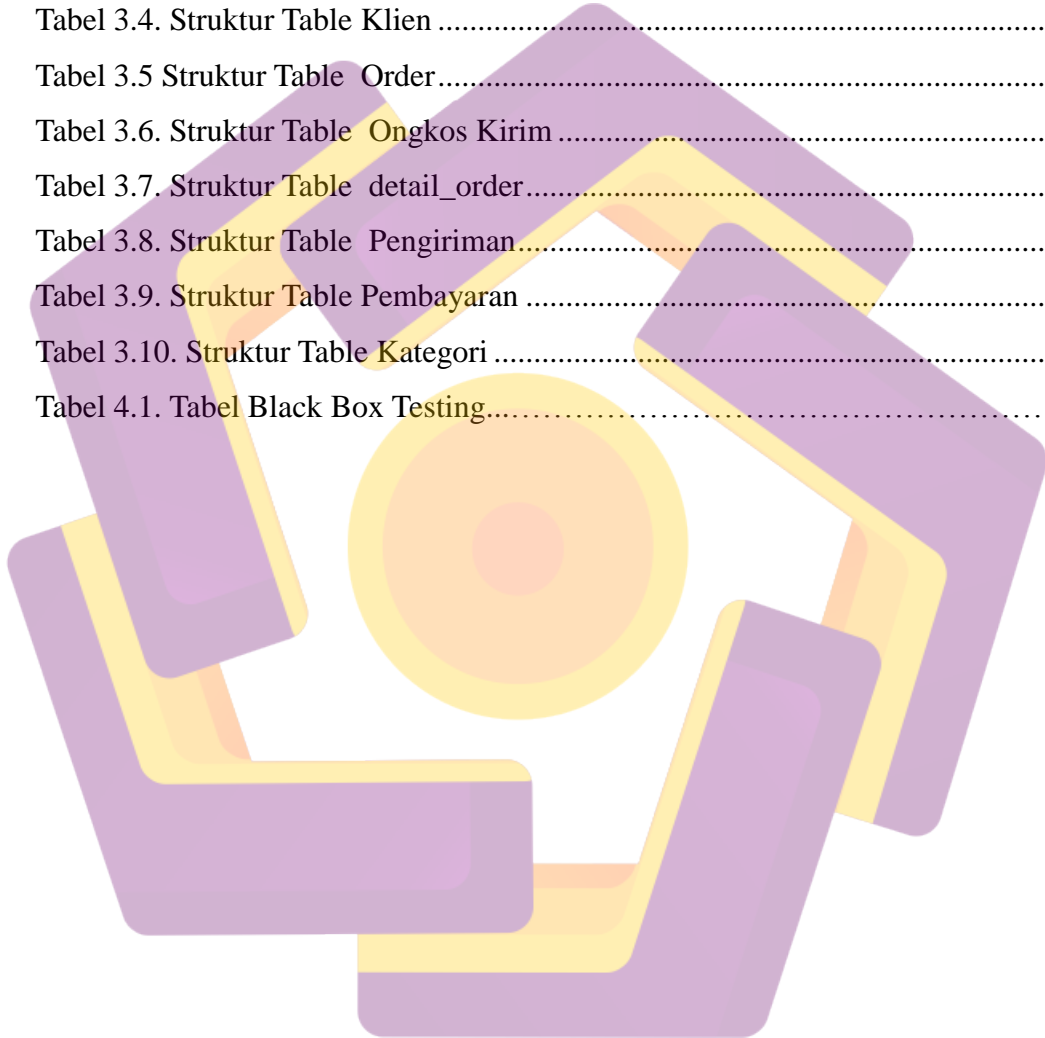 Tabel 3.4. Struktur Table Klien ..........................................................................
Tabel 3.5 Struktur Table  Order..........................................................................
Tabel 3.6. Struktur Table  Ongkos Kirim ...........................................................
Tabel 3.7. Struktur Table  detail_order...............................................................
Tabel 3.8. Struktur Table  Pengiriman................................................................
Tabel 3.9. Struktur Table Pembayaran ...............................................................
Tabel 3.10. Struktur Table Kategori ...................................................................
Tabel 4.1. Tabel Black Box Testing...………………………………………………